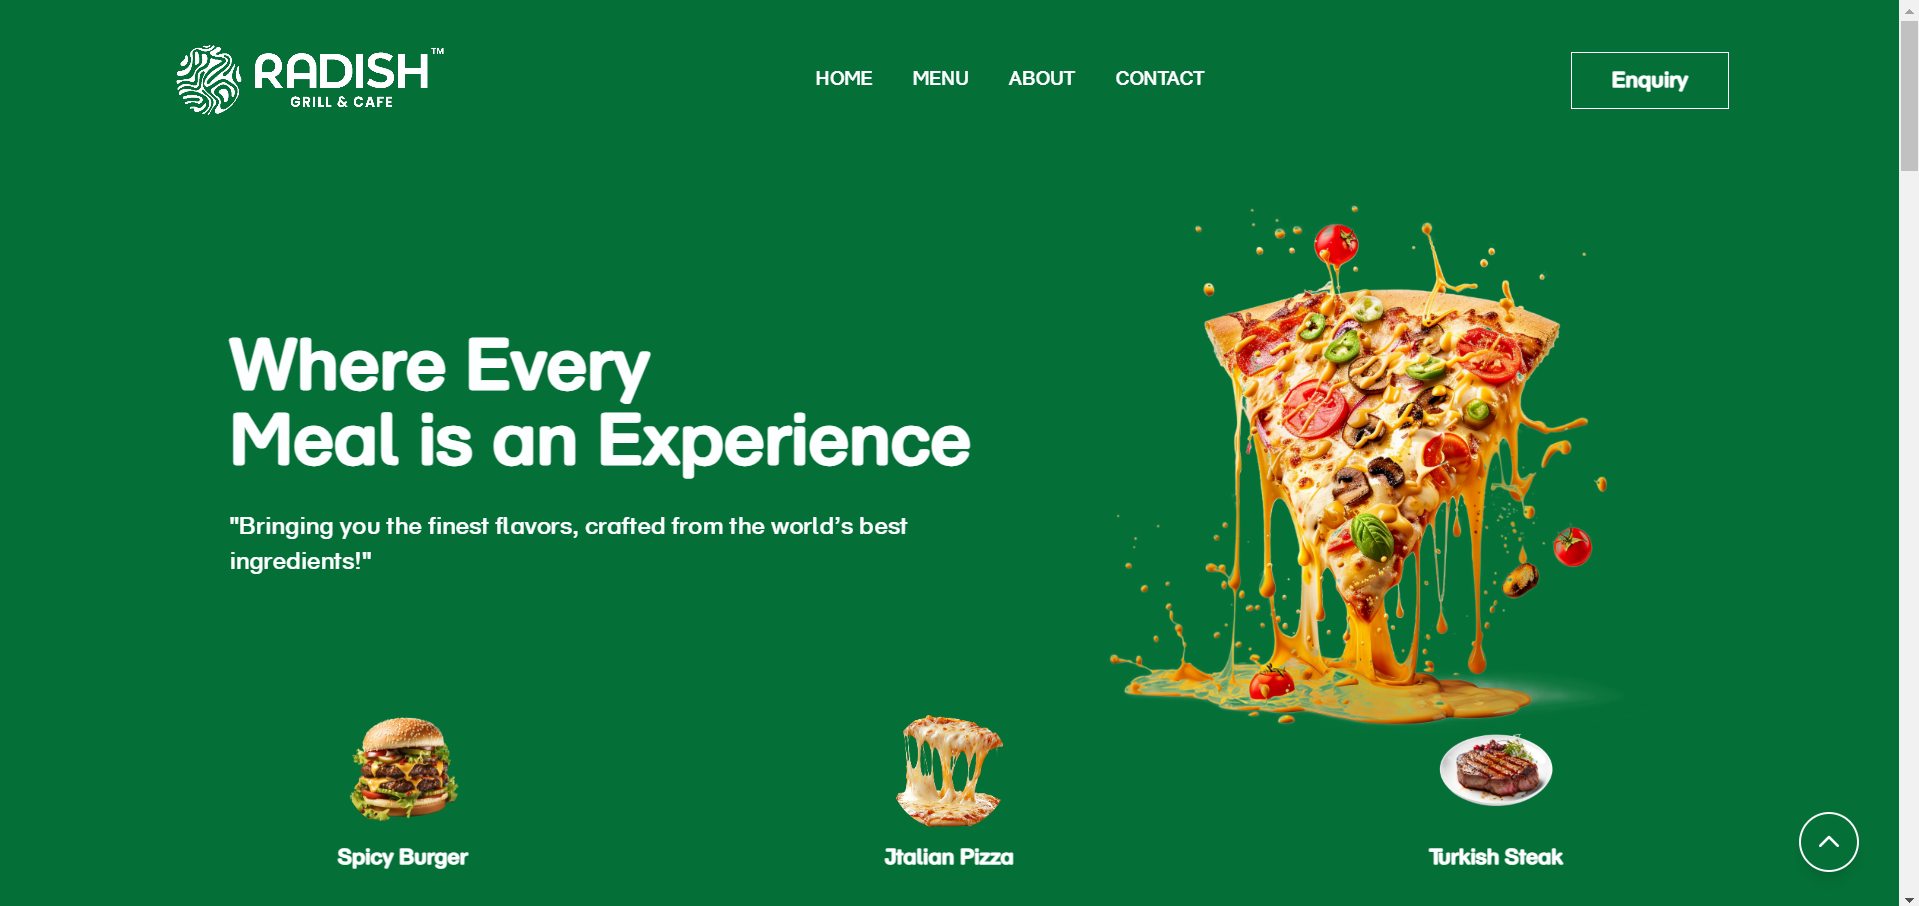 RADISH™
GRILL & CAFE
HOME MENU ABOUT CONTACT
Enquiry
Where Every
Meal is an Experience
"Bringing you the finest flavors, crafted from the world’s best
ingredients!"
Spicy Burger
Jtalian Pizza
Turkish Steak